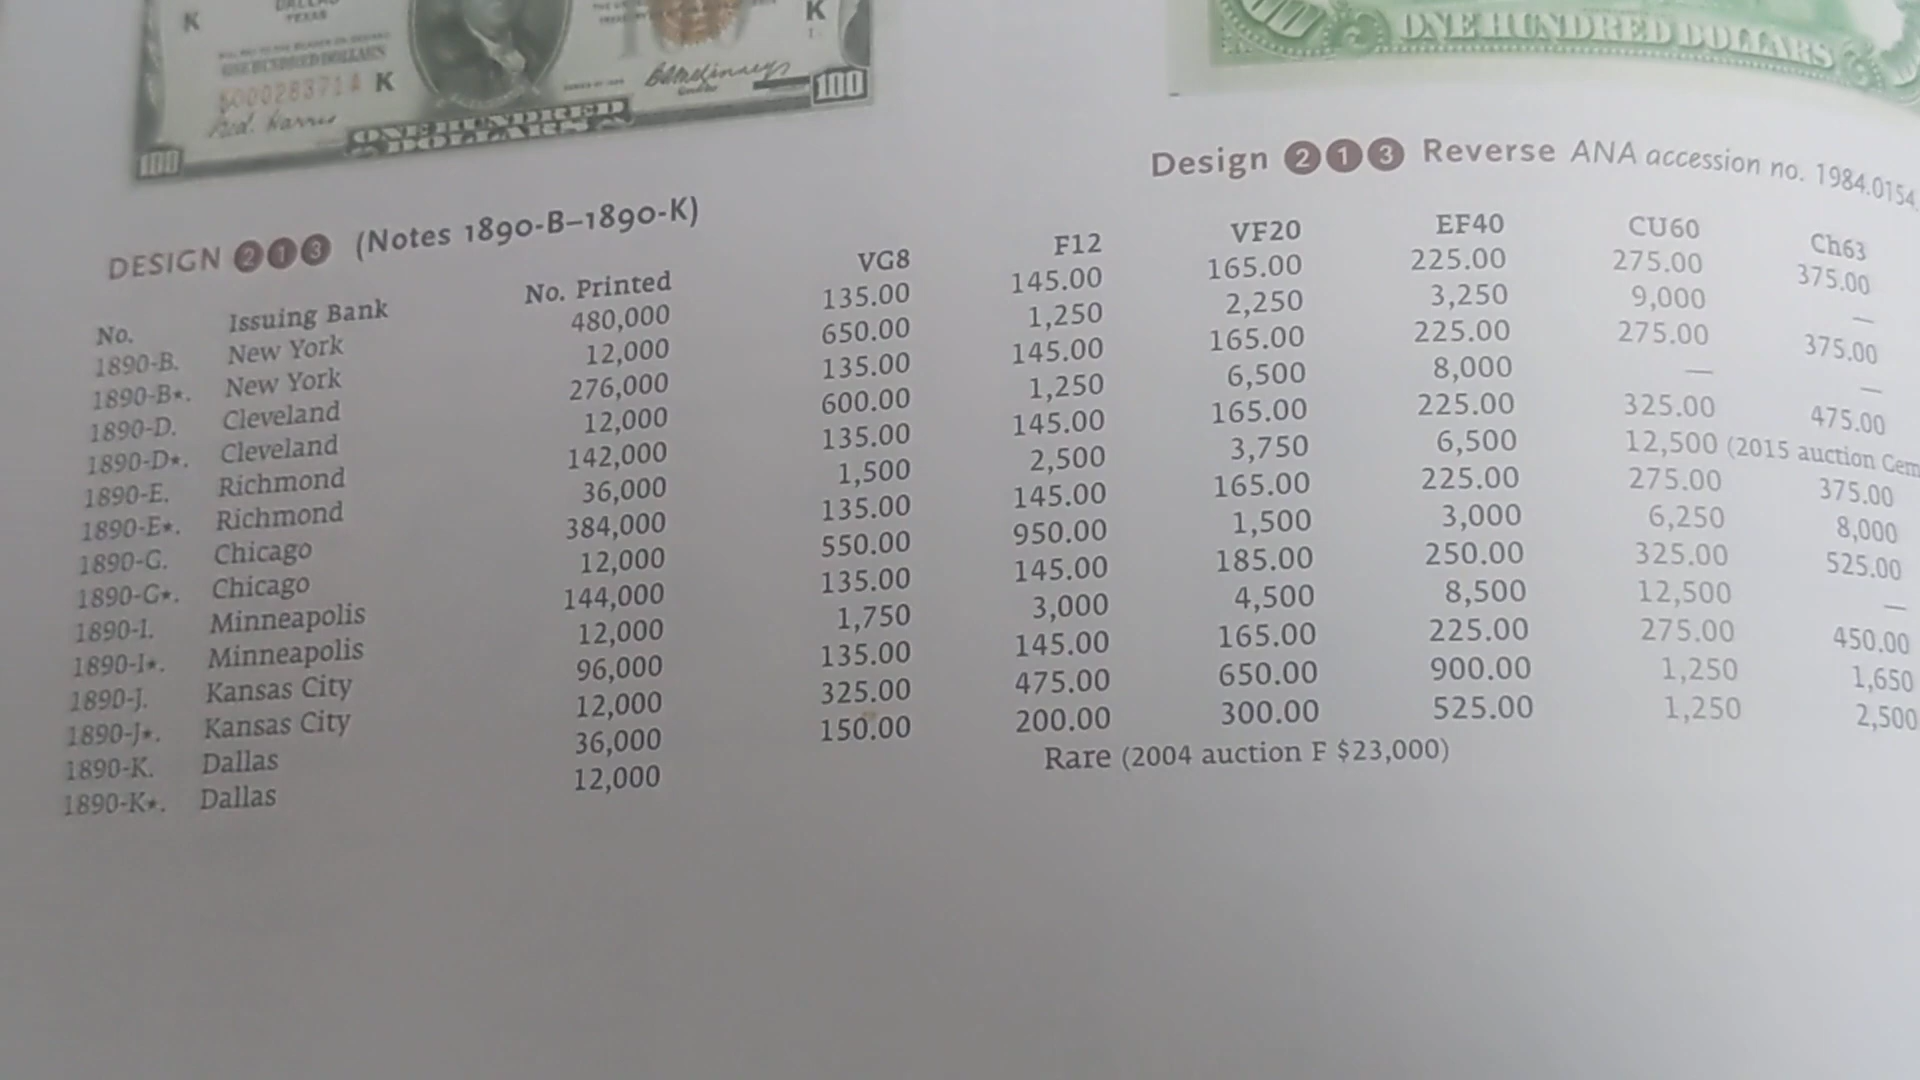 K
TEXAS
K
1.
ONE HUNDRED DOLLARS
K
100
100
ONE HUNDRED
DOLLARS
ONE HUNDRED DOLLARS
Design 2 1 3 Reverse ANA accession no. 1984.0154.
DESIGN 2 1 3 (Notes 1890-B–1890-K)
No. Issuing Bank No. Printed VG8 F12 VF20 EF40 CU60 Ch63
1890-B. New York 480,000 135.00 145.00 165.00 225.00 275.00 375.00
1890-B★. New York 12,000 650.00 1,250 2,250 3,250 9,000 —
1890-D. Cleveland 276,000 135.00 145.00 165.00 225.00 275.00 375.00
1890-D★. Cleveland 12,000 600.00 1,250 6,500 8,000 — —
1890-E. Richmond 142,000 135.00 145.00 165.00 225.00 325.00 475.00
1890-E★. Richmond 36,000 1,500 2,500 3,750 6,500 12,500 (2015 auction Gem
1890-G. Chicago 384,000 135.00 145.00 165.00 225.00 275.00 375.00
1890-G★. Chicago 12,000 550.00 950.00 1,500 3,000 6,250 8,000
1890-I. Minneapolis 144,000 135.00 145.00 185.00 250.00 325.00 525.00
1890-I★. Minneapolis 12,000 1,750 3,000 4,500 8,500 12,500 —
1890-J. Kansas City 96,000 135.00 145.00 165.00 225.00 275.00 450.00
1890-J★. Kansas City 12,000 325.00 475.00 650.00 900.00 1,250 1,650
1890-K. Dallas 36,000 150.00 200.00 300.00 525.00 1,250 2,500
1890-K★. Dallas 12,000 Rare (2004 auction F $23,000)